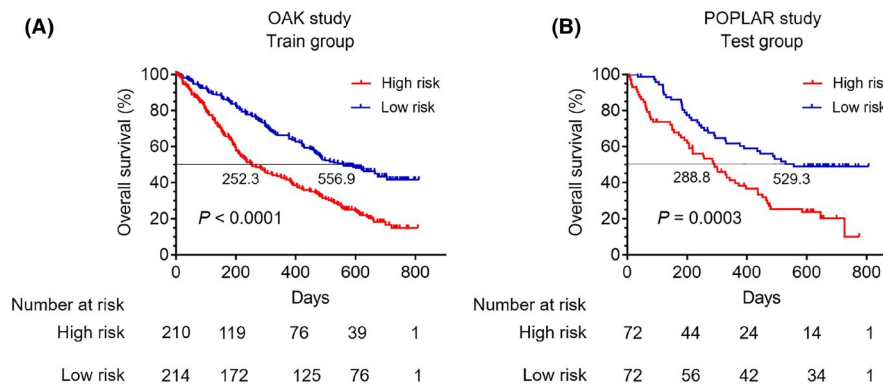 (A)
OAK study
Train group
100
80
60
40
20
0
Overall survival (%)
High risk
Low risk
252.3
556.9
P < 0.0001
0 200 400 600 800
Days
Number at risk
High risk 210 119 76 39 1
Low risk 214 172 125 76 1
(B)
POPLAR study
Test group
100
80
60
40
20
0
Overall survival (%)
High ris
Low risk
288.8
529.3
P = 0.0003
0 200 400 600 800
Days
Number at risk
High risk 72 44 24 14 1
Low risk 72 56 42 34 1